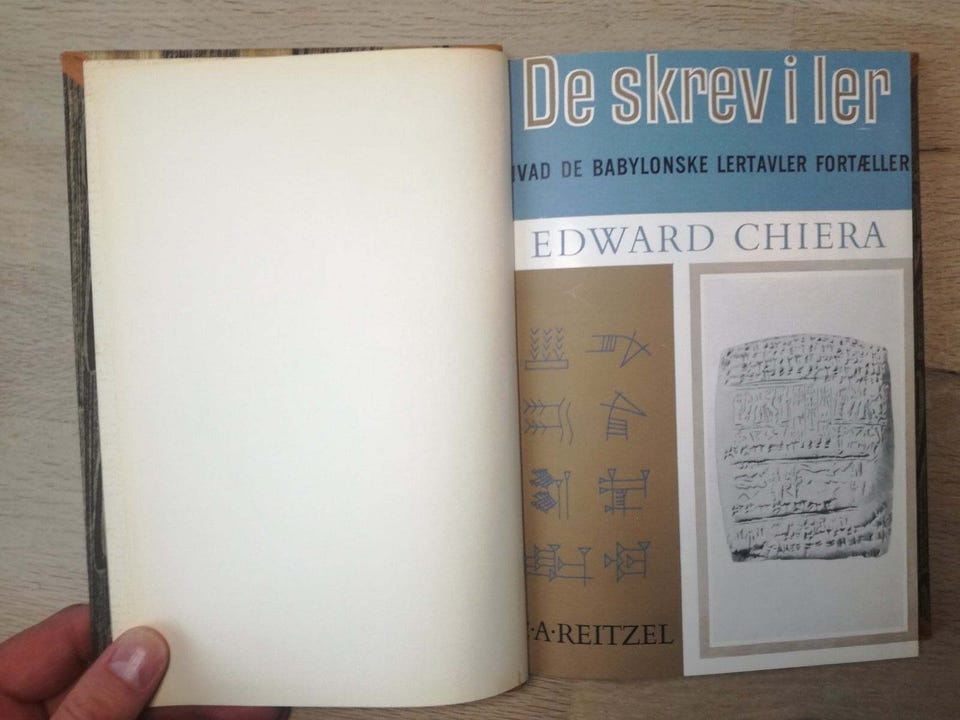 De skrev i ler
VAD DE BABYLONSKE LERTAVLER FORTÆLLER
EDWARD CHIERA
·A·REITZEL